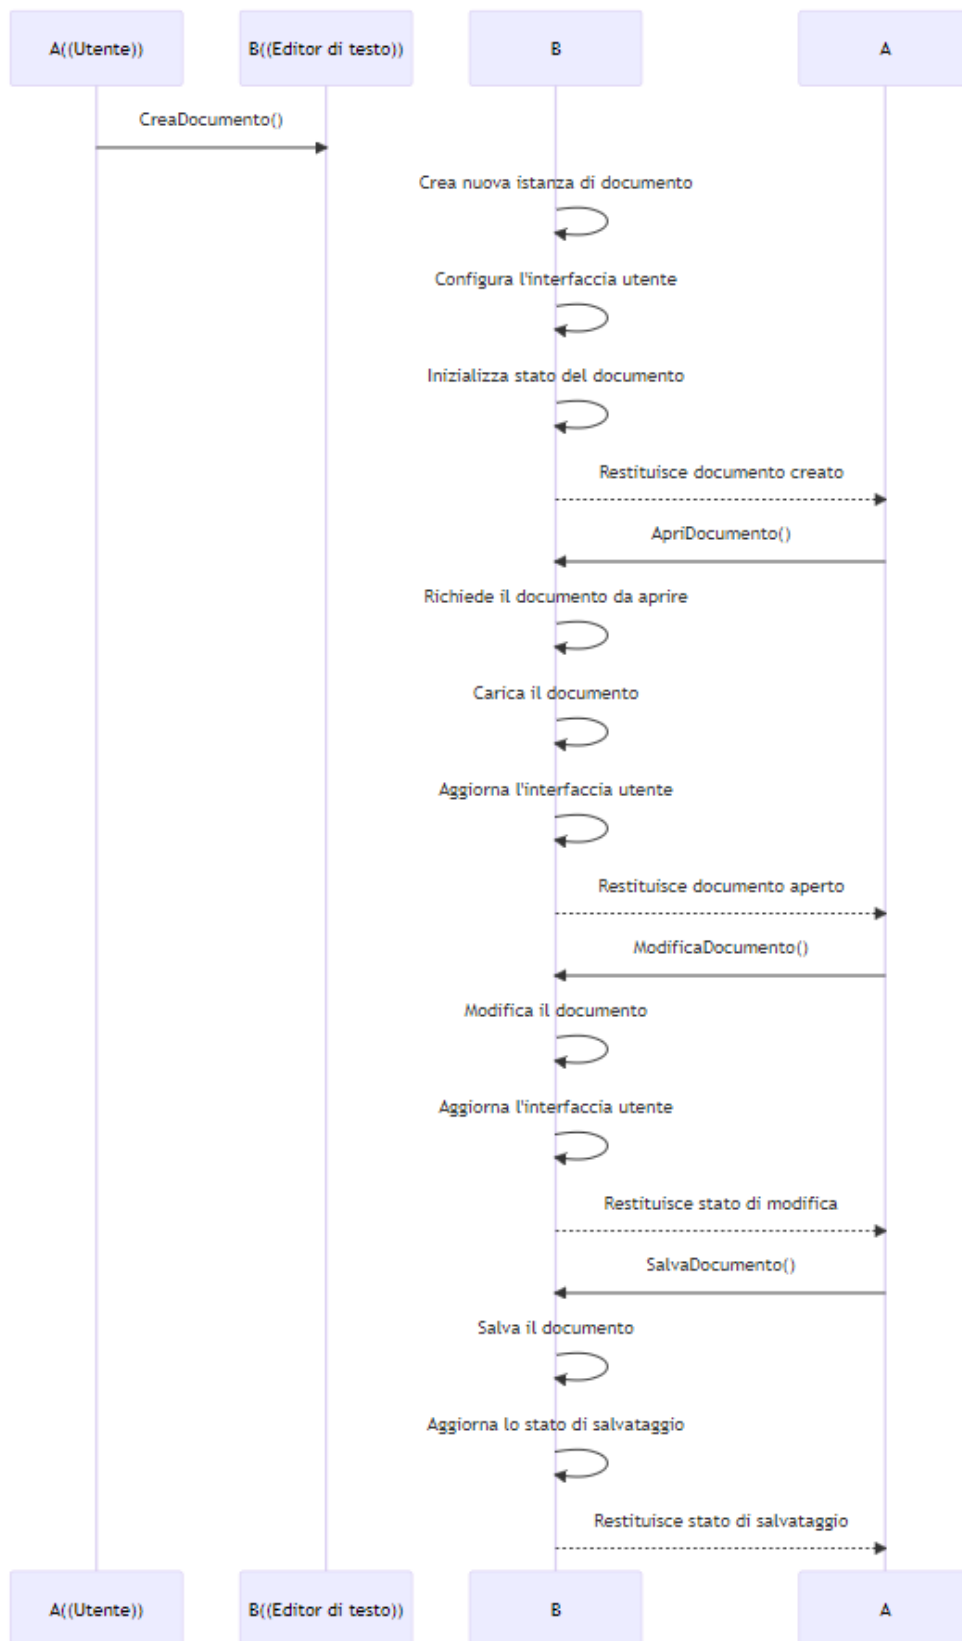 A((Utente))
B((Editor di testo))
B
A
CreaDocumento()
Crea nuova istanza di documento
Configura l'interfaccia utente
Inizializza stato del documento
Restituisce documento creato
ApriDocumento()
Richiede il documento da aprire
Carica il documento
Aggiorna l'interfaccia utente
Restituisce documento aperto
ModificaDocumento()
Modifica il documento
Aggiorna l'interfaccia utente
Restituisce stato di modifica
SalvaDocumento()
Salva il documento
Aggiorna lo stato di salvataggio
Restituisce stato di salvataggio
A((Utente))
B((Editor di testo))
B
A